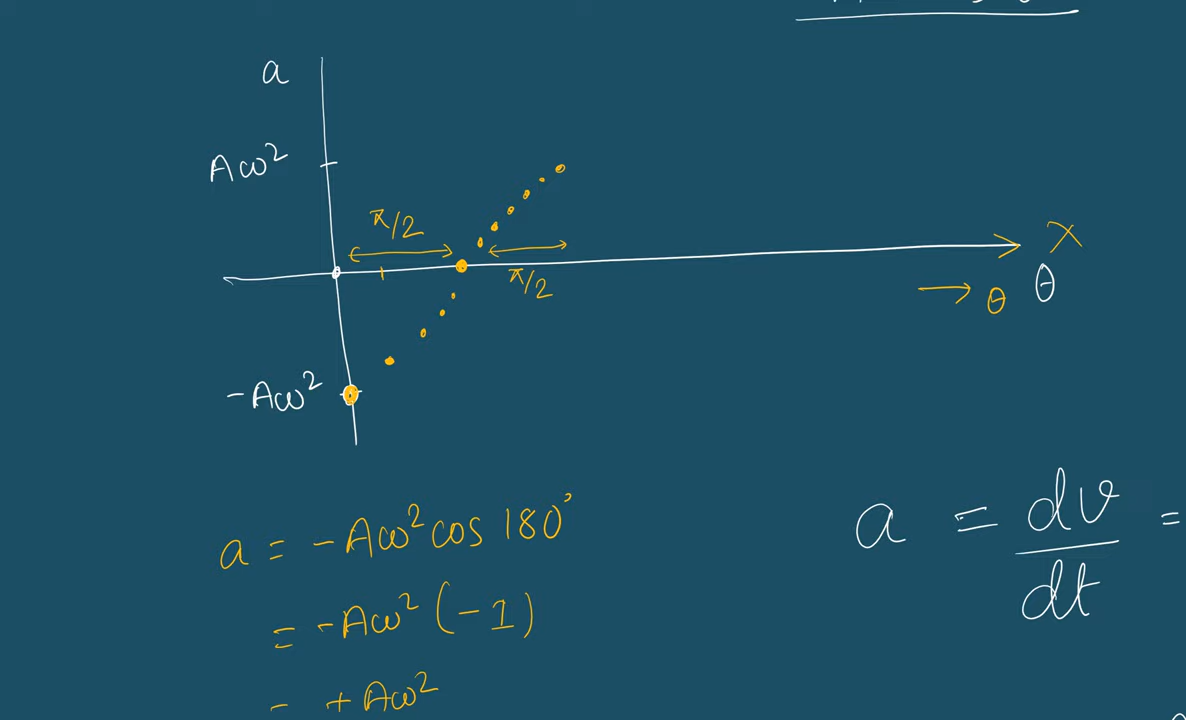 a
Aω²
π/2
π/2
θ
θ
-Aω²
a = -Aω² cos 180°
= -Aω² (-1)
= +Aω²
a = dv/dt =